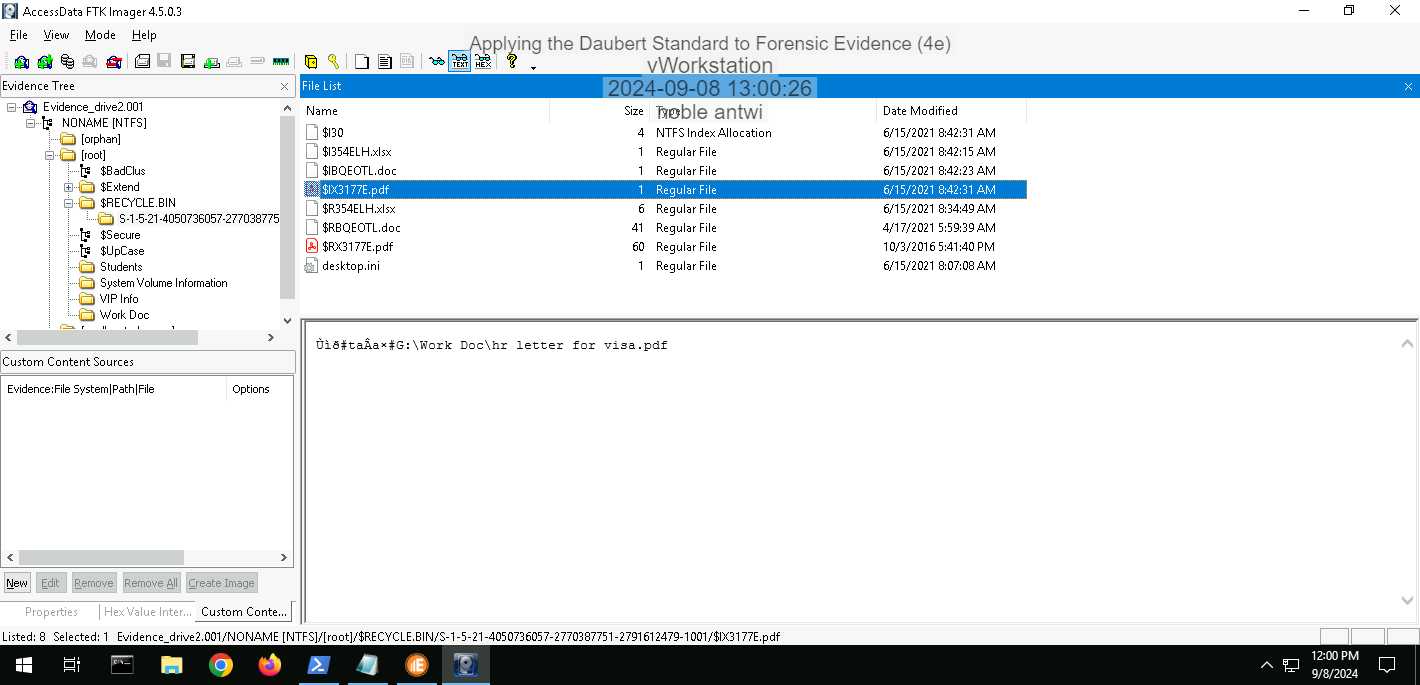 AccessData FTK Imager 4.5.0.3
File View Mode Help
Applying the Daubert Standard to Forensic Evidence (4e)
vWorkstation
2024-09-08 13:00:26
noble antwi
Evidence Tree
Evidence_drive2.001
NONAME [NTFS]
[orphan]
[root]
$BadClus
$Extend
$RECYCLE.BIN
S-1-5-21-4050736057-277038775
$Secure
$UpCase
Students
System Volume Information
VIP Info
Work Doc
File List
Name Size Type Date Modified
$I30 4 NTFS Index Allocation 6/15/2021 8:42:31 AM
$I354ELH.xlsx 1 Regular File 6/15/2021 8:42:15 AM
$IBQEOTL.doc 1 Regular File 6/15/2021 8:42:23 AM
$IX3177E.pdf 1 Regular File 6/15/2021 8:42:31 AM
$R354ELH.xlsx 6 Regular File 6/15/2021 8:34:49 AM
$RBQEOTL.doc 41 Regular File 4/17/2021 5:59:39 AM
$RX3177E.pdf 60 Regular File 10/3/2016 5:41:40 PM
desktop.ini 1 Regular File 6/15/2021 8:07:08 AM
Ùìð#taÂa×#G:\Work Doc\hr letter for visa.pdf
Custom Content Sources
Evidence:File System|Path|File Options
New Edit Remove Remove All Create Image
Properties Hex Value Inter... Custom Conte...
Listed: 8 Selected: 1 Evidence_drive2.001/NONAME [NTFS]/[root]/$RECYCLE.BIN/S-1-5-21-4050736057-2770387751-2791612479-1001/$IX3177E.pdf
12:00 PM
9/8/2024